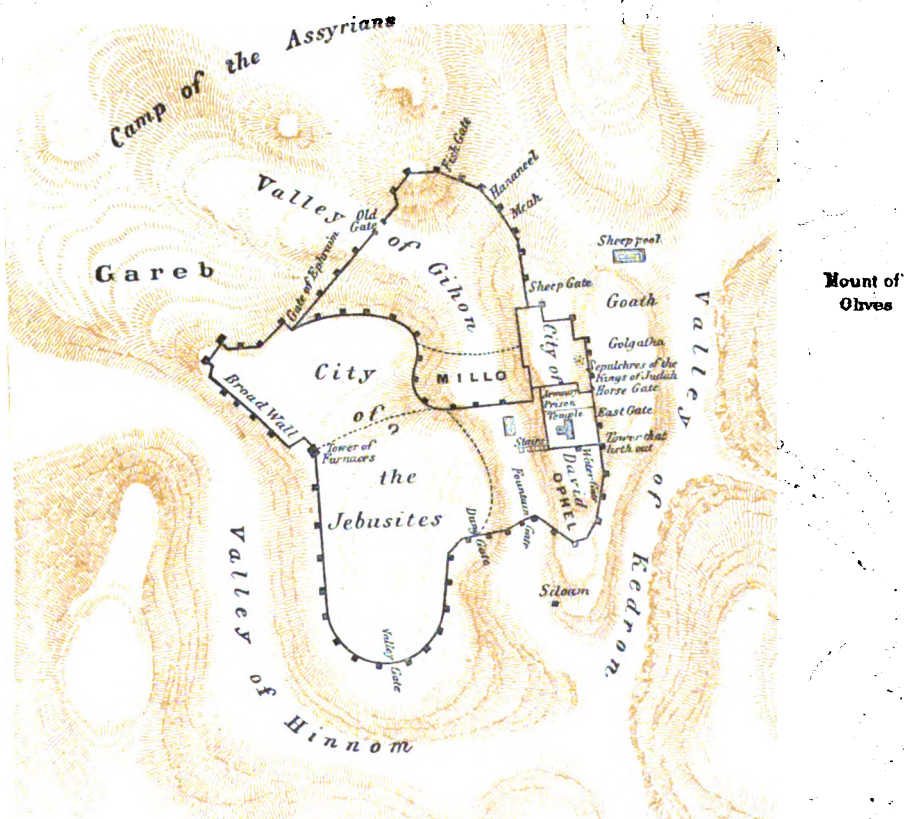 Camp of the Assyrians
Valley of Gihon
Gareb
Old
Gate
Gate of Ephraim
Fish Gate
Hananeel
Meah
Sheep pool
Sheep Gate
Goath
Mount of
Olives
Valley of Kedron.
City of David
Golgatha
Sepulchres of the
Kings of Judah
Horse Gate
City of
the
Jebusites
?
MILLO
Prison
Temple
East Gate
Tower that
lieth out
Broad Wall
Tower of
Furnaces
Stairs
Water Gate
OPHEL
Fountain Gate
Dung Gate
Siloam
Valley Gate
Valley of Hinnom